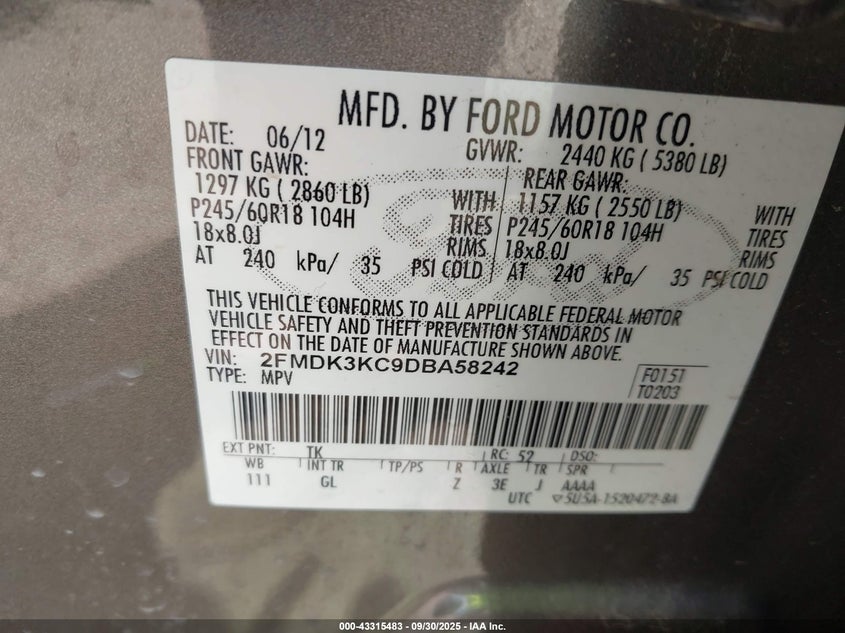 MFD. BY FORD MOTOR CO.
DATE: 06/12 GVWR: 2440 KG ( 5380 LB)
FRONT GAWR: REAR GAWR:
1297 KG ( 2860 LB) WITH 1157 KG ( 2550 LB) WITH
P245/60R18 104H TIRES P245/60R18 104H TIRES
18x8.0J RIMS 18x8.0J RIMS
AT 240 kPa/ 35 PSI COLD AT 240 kPa/ 35 PSI COLD
THIS VEHICLE CONFORMS TO ALL APPLICABLE FEDERAL MOTOR
VEHICLE SAFETY AND THEFT PREVENTION STANDARDS IN
EFFECT ON THE DATE OF MANUFACTURE SHOWN ABOVE.
VIN: 2FMDK3KC9DBA58242
TYPE: MPV
F0151
T0203
EXT PNT: TK RC: 52 DSO:
WB INT TR TP/PS R AXLE TR SPR
111 GL Z 3E J AAAA
UTC ▽5U5A-1520472-BA
000-43315483 - 09/30/2025 - IAA Inc.